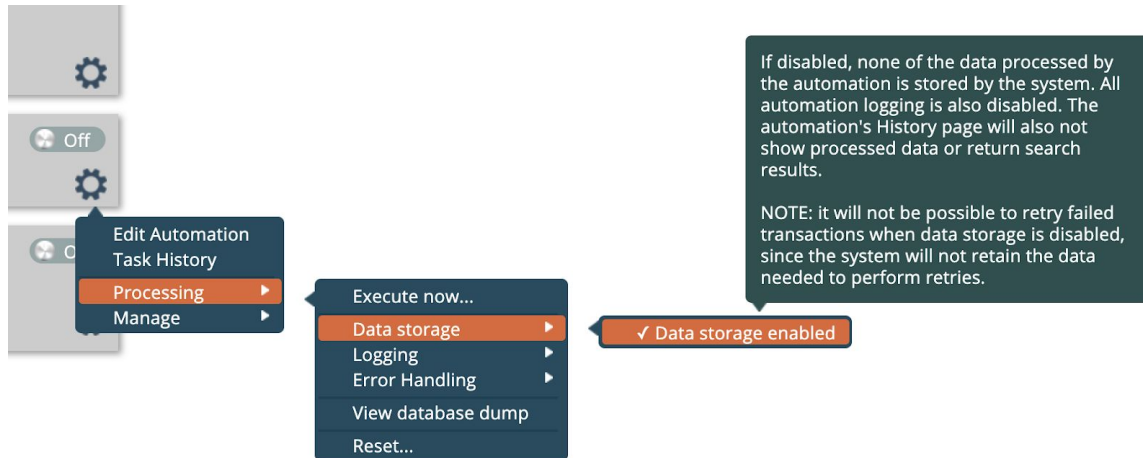 If disabled, none of the data processed by
the automation is stored by the system. All
automation logging is also disabled. The
automation's History page will also not
show processed data or return search
results.
NOTE: it will not be possible to retry failed
transactions when data storage is disabled,
since the system will not retain the data
needed to perform retries.
Off
Edit Automation
Task History
Processing
Manage
Execute now...
Data storage
Logging
Error Handling
View database dump
Reset...
✓ Data storage enabled